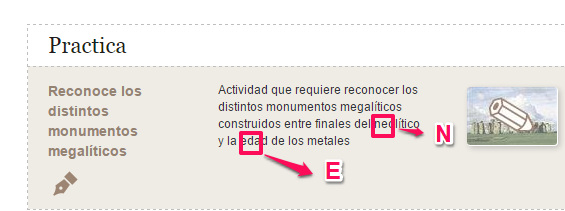 Practica
Reconoce los
distintos
monumentos
megalíticos
Actividad que requiere reconocer los
distintos monumentos megalíticos
construidos entre finales del neolítico
y la edad de los metales
N
E